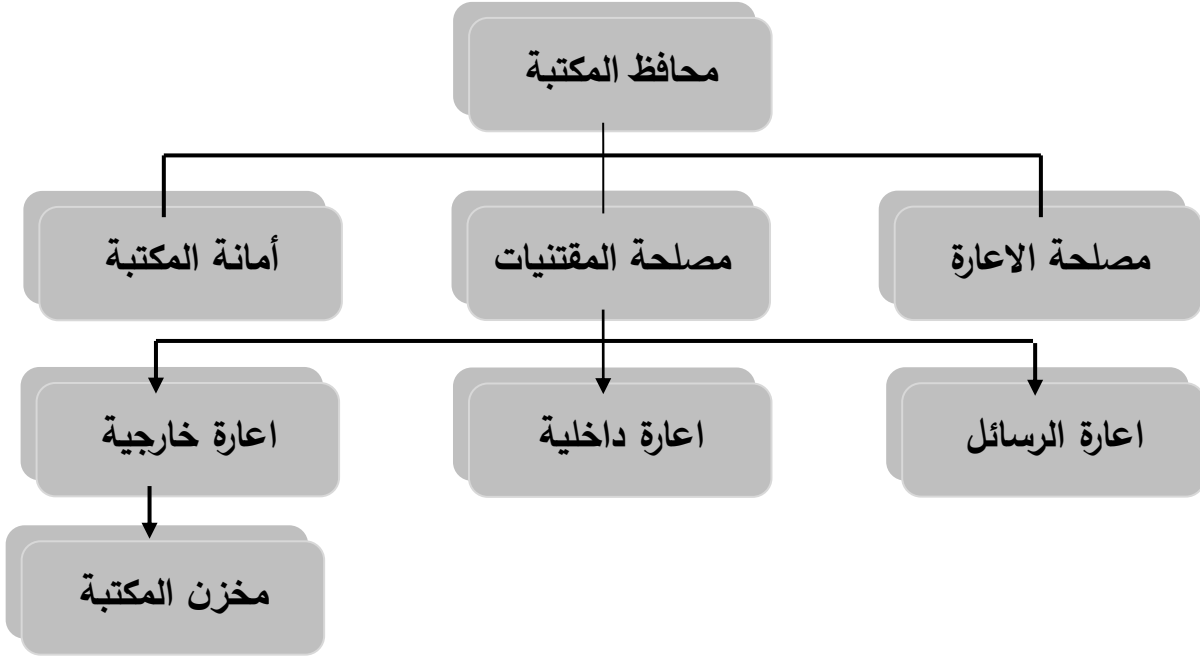 محافظ المكتبة
مصلحة الاعارة
مصلحة المقتنيات
أمانة المكتبة
اعارة الرسائل
اعارة داخلية
اعارة خارجية
مخزن المكتبة